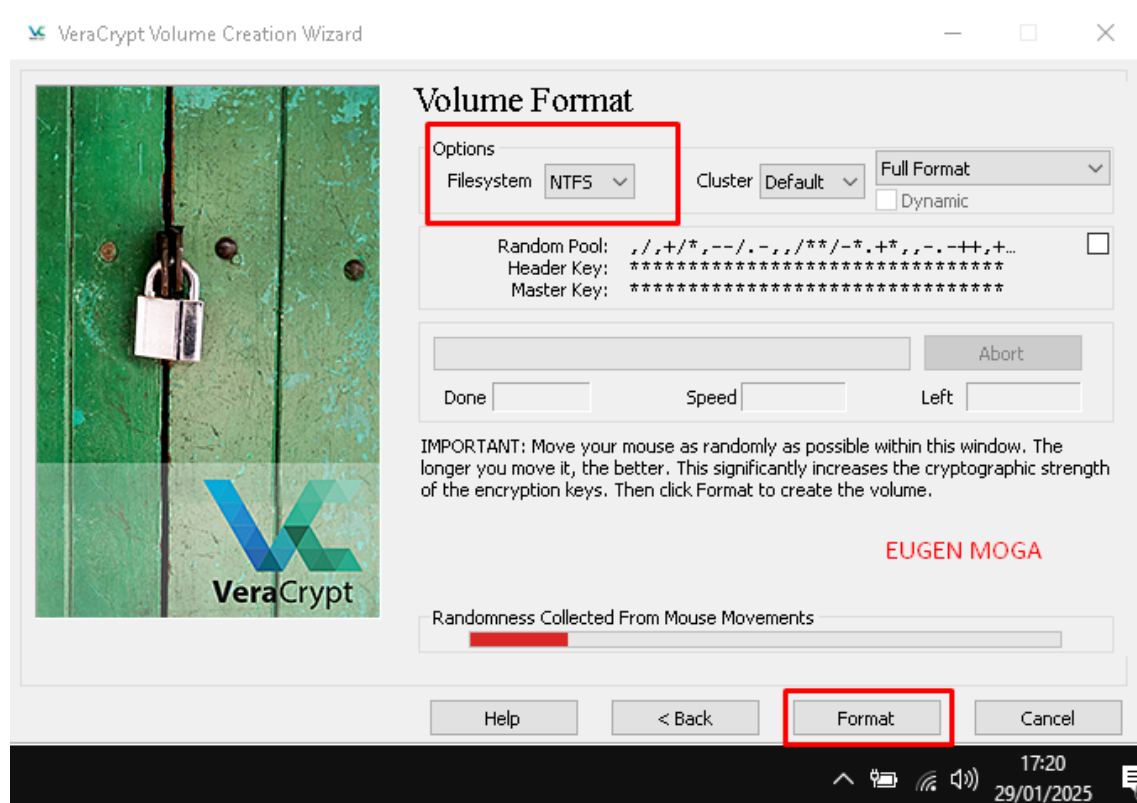 VeraCrypt Volume Creation Wizard
Volume Format
Options
Filesystem NTFS Cluster Default Full Format
Dynamic
Random Pool: ,/,+/*,--/.-,,/**/-*.+*,,-.-++,+...
Header Key: ********************************
Master Key: ********************************
Abort
Done Speed Left
IMPORTANT: Move your mouse as randomly as possible within this window. The
longer you move it, the better. This significantly increases the cryptographic strength
of the encryption keys. Then click Format to create the volume.
EUGEN MOGA
VeraCrypt
Randomness Collected From Mouse Movements
Help < Back Format Cancel
17:20
29/01/2025